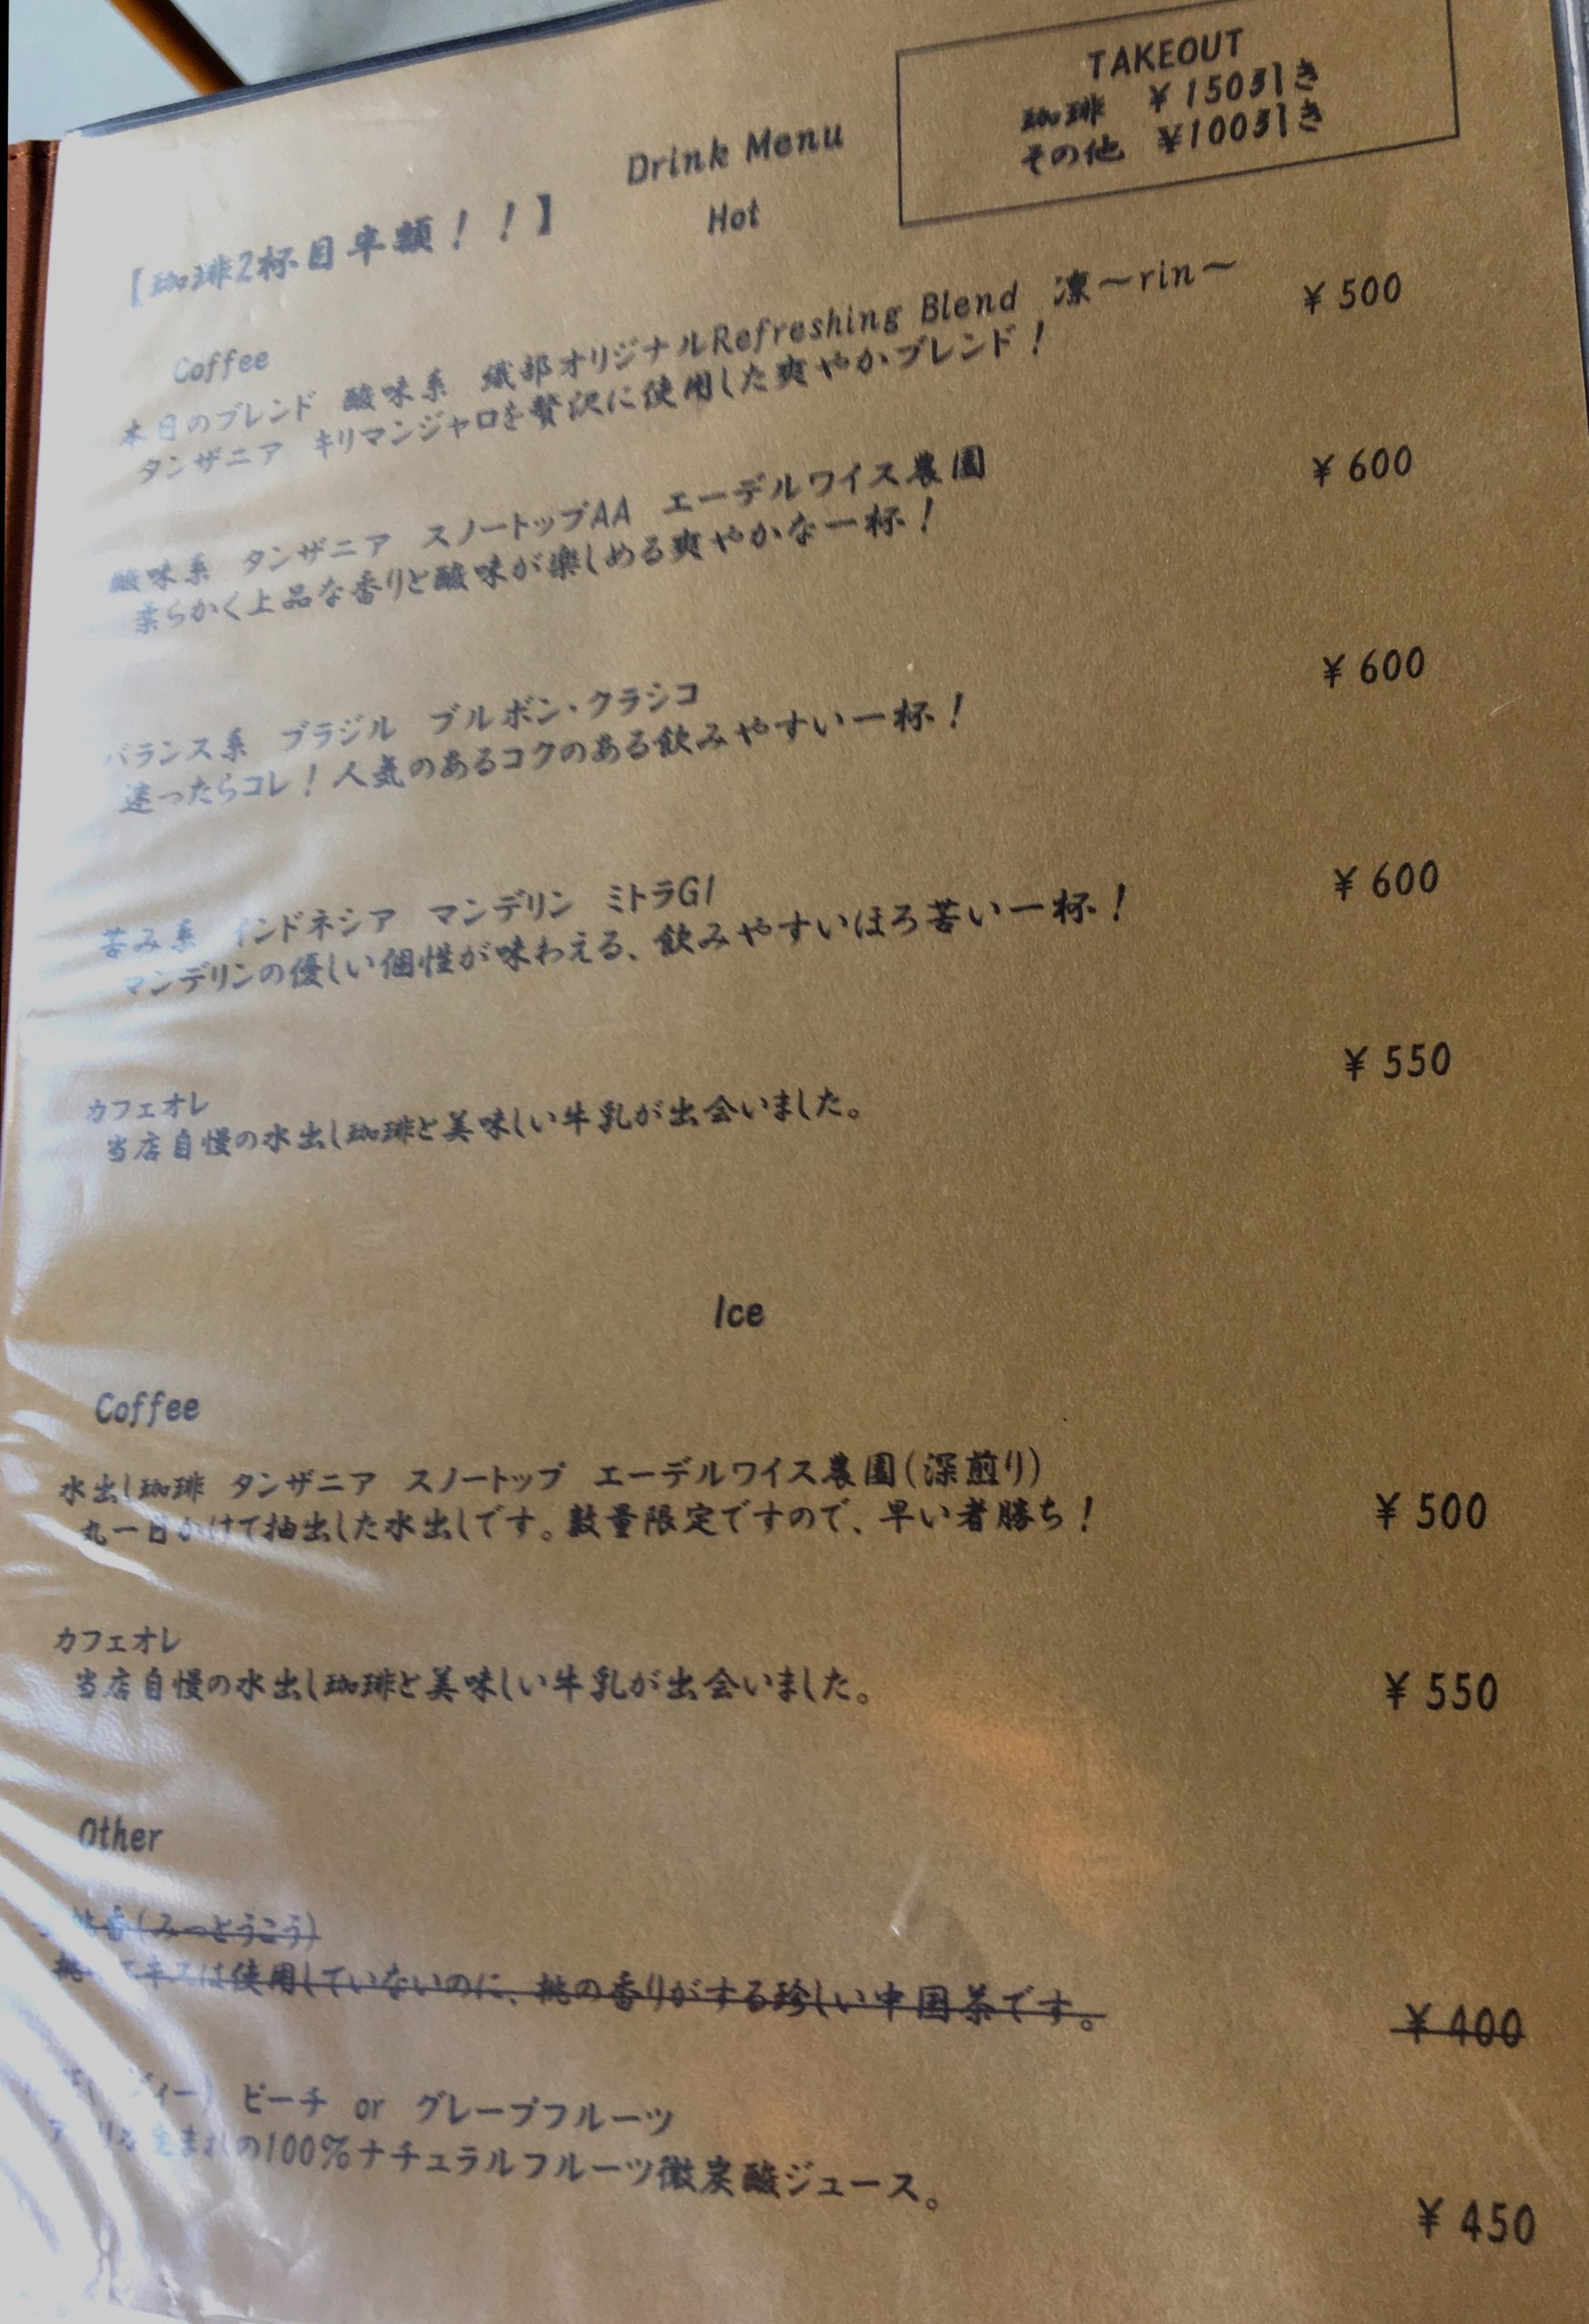 TAKEOUT
珈琲 ¥150引き
その他 ¥100引き
Drink Menu
Hot
【珈琲2杯目半額！！】
Coffee
本日のブレンド 酸味系 織部オリジナルRefreshing Blend 凛～rin～ ¥500
タンザニア キリマンジャロを贅沢に使用した爽やかブレンド！
酸味系 タンザニア スノートップAA エーデルワイス農園 ¥600
柔らかく上品な香りと酸味が楽しめる爽やかな一杯！
バランス系 ブラジル ブルボン・クラシコ ¥600
迷ったらコレ！人気のあるコクのある飲みやすい一杯！
苦み系 インドネシア マンデリン ミトラG1 ¥600
マンデリンの優しい個性が味わえる、飲みやすいほろ苦い一杯！
カフェオレ ¥550
当店自慢の水出し珈琲と美味しい牛乳が出会いました。
Ice
Coffee
水出し珈琲 タンザニア スノートップ エーデルワイス農園(深煎り)
丸一日かけて抽出した水出しです。数量限定ですので、早い者勝ち！ ¥500
カフェオレ
当店自慢の水出し珈琲と美味しい牛乳が出会いました。 ¥550
Other
桃香(みっとうこう)
使用していないのに、桃の香りがする珍しい中国茶です。 ¥400
ピーチ or グレープフルーツ
生まれの100%ナチュラルフルーツ微炭酸ジュース。 ¥450